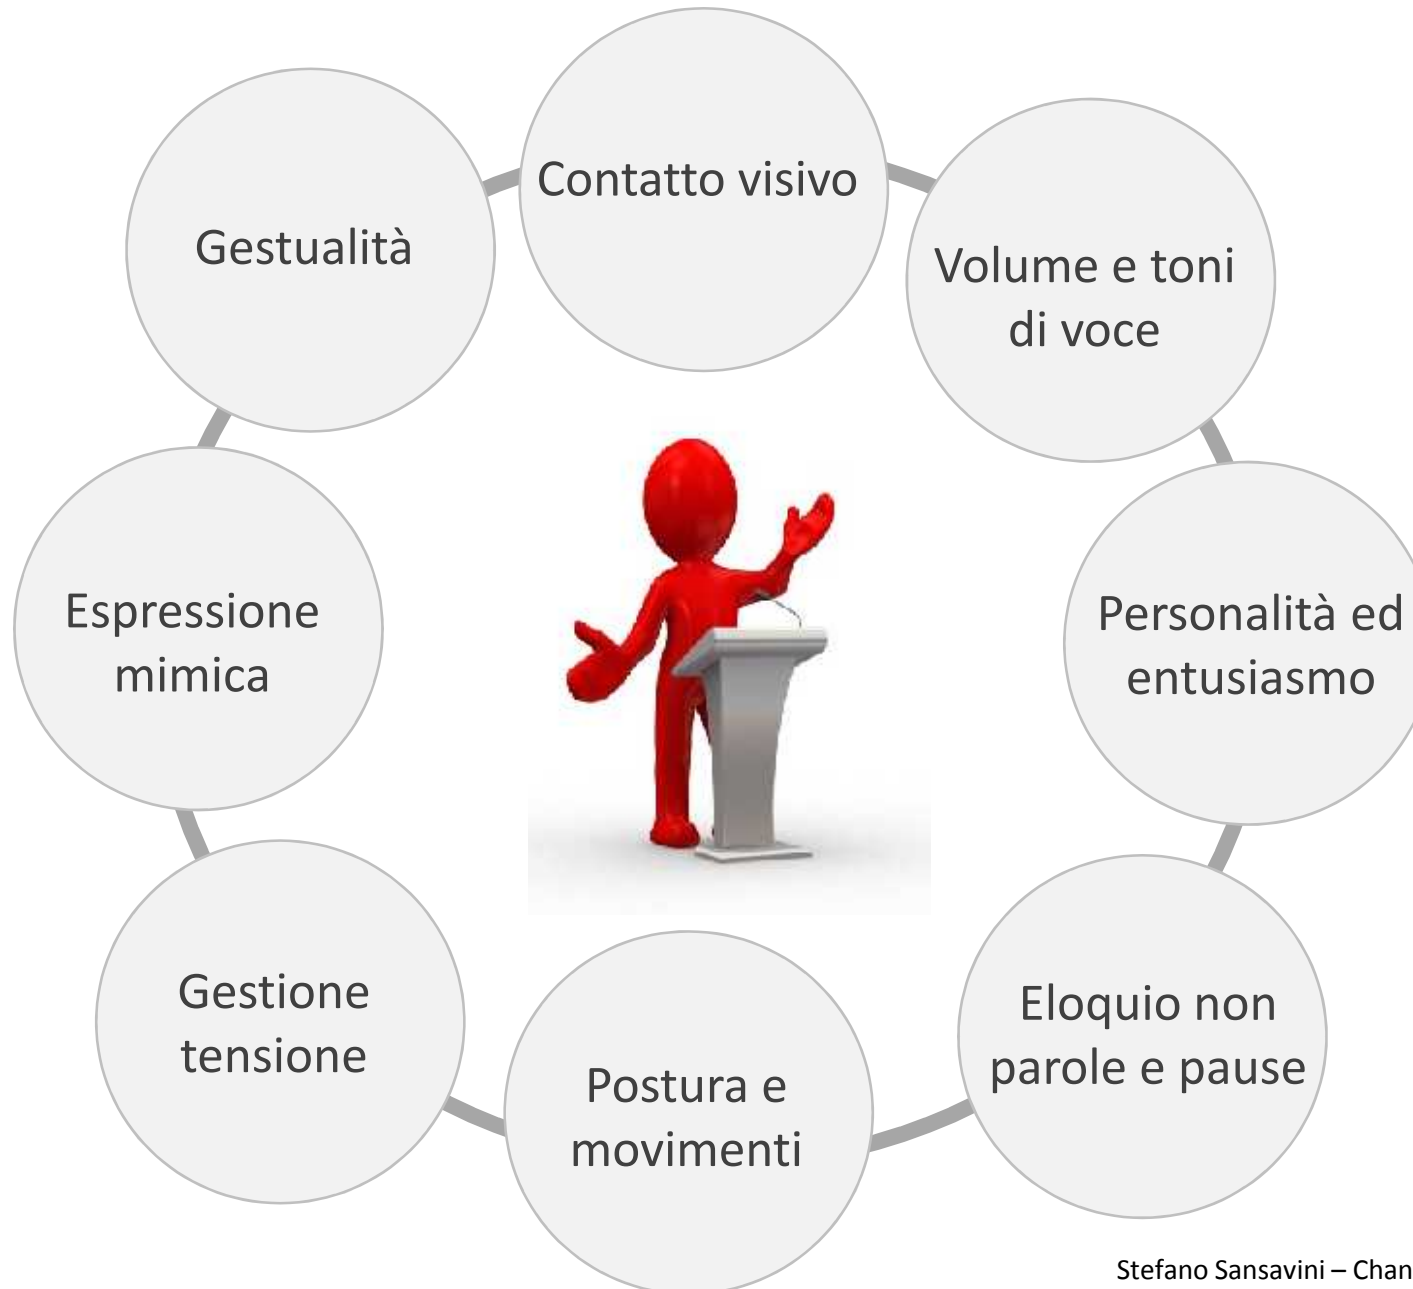 Contatto visivo
Gestualità
Volume e toni
di voce
Espressione
mimica
Personalità ed
entusiasmo
Gestione
tensione
Eloquio non
parole e pause
Postura e
movimenti
Stefano Sansavini – Chan